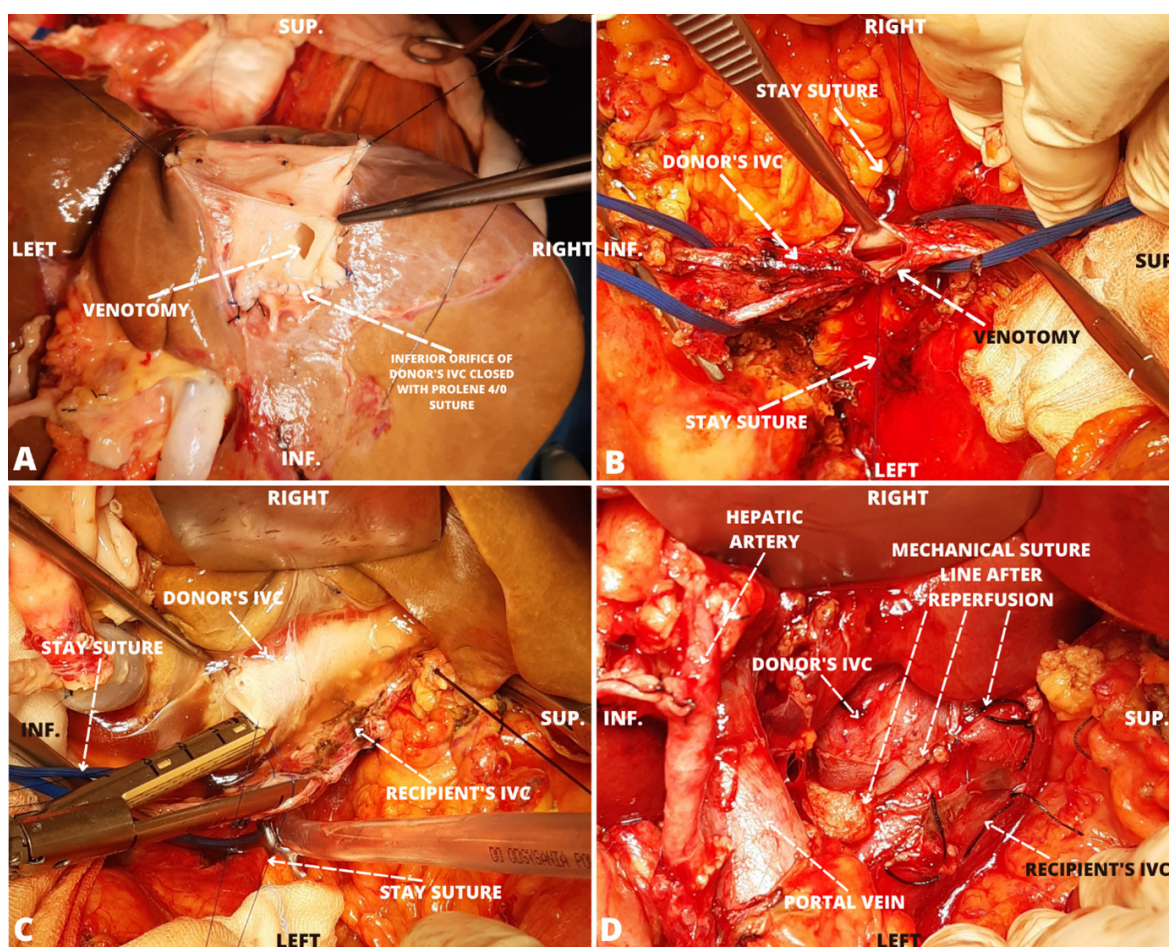 SUP.
LEFT
RIGHT
VENOTOMY
INFERIOR ORIFICE OF
DONOR'S IVC CLOSED
WITH PROLENE 4/0
SUTURE
INF.
A
RIGHT
STAY SUTURE
DONOR'S IVC
INF.
SUP.
VENOTOMY
STAY SUTURE
LEFT
B
RIGHT
DONOR'S IVC
STAY SUTURE
INF.
SUP.
RECIPIENT'S IVC
STAY SUTURE
LEFT
C
RIGHT
HEPATIC
ARTERY
MECHANICAL SUTURE
LINE AFTER
REPERFUSION
DONOR'S IVC
INF.
SUP.
RECIPIENT'S IVC
PORTAL VEIN
LEFT
D